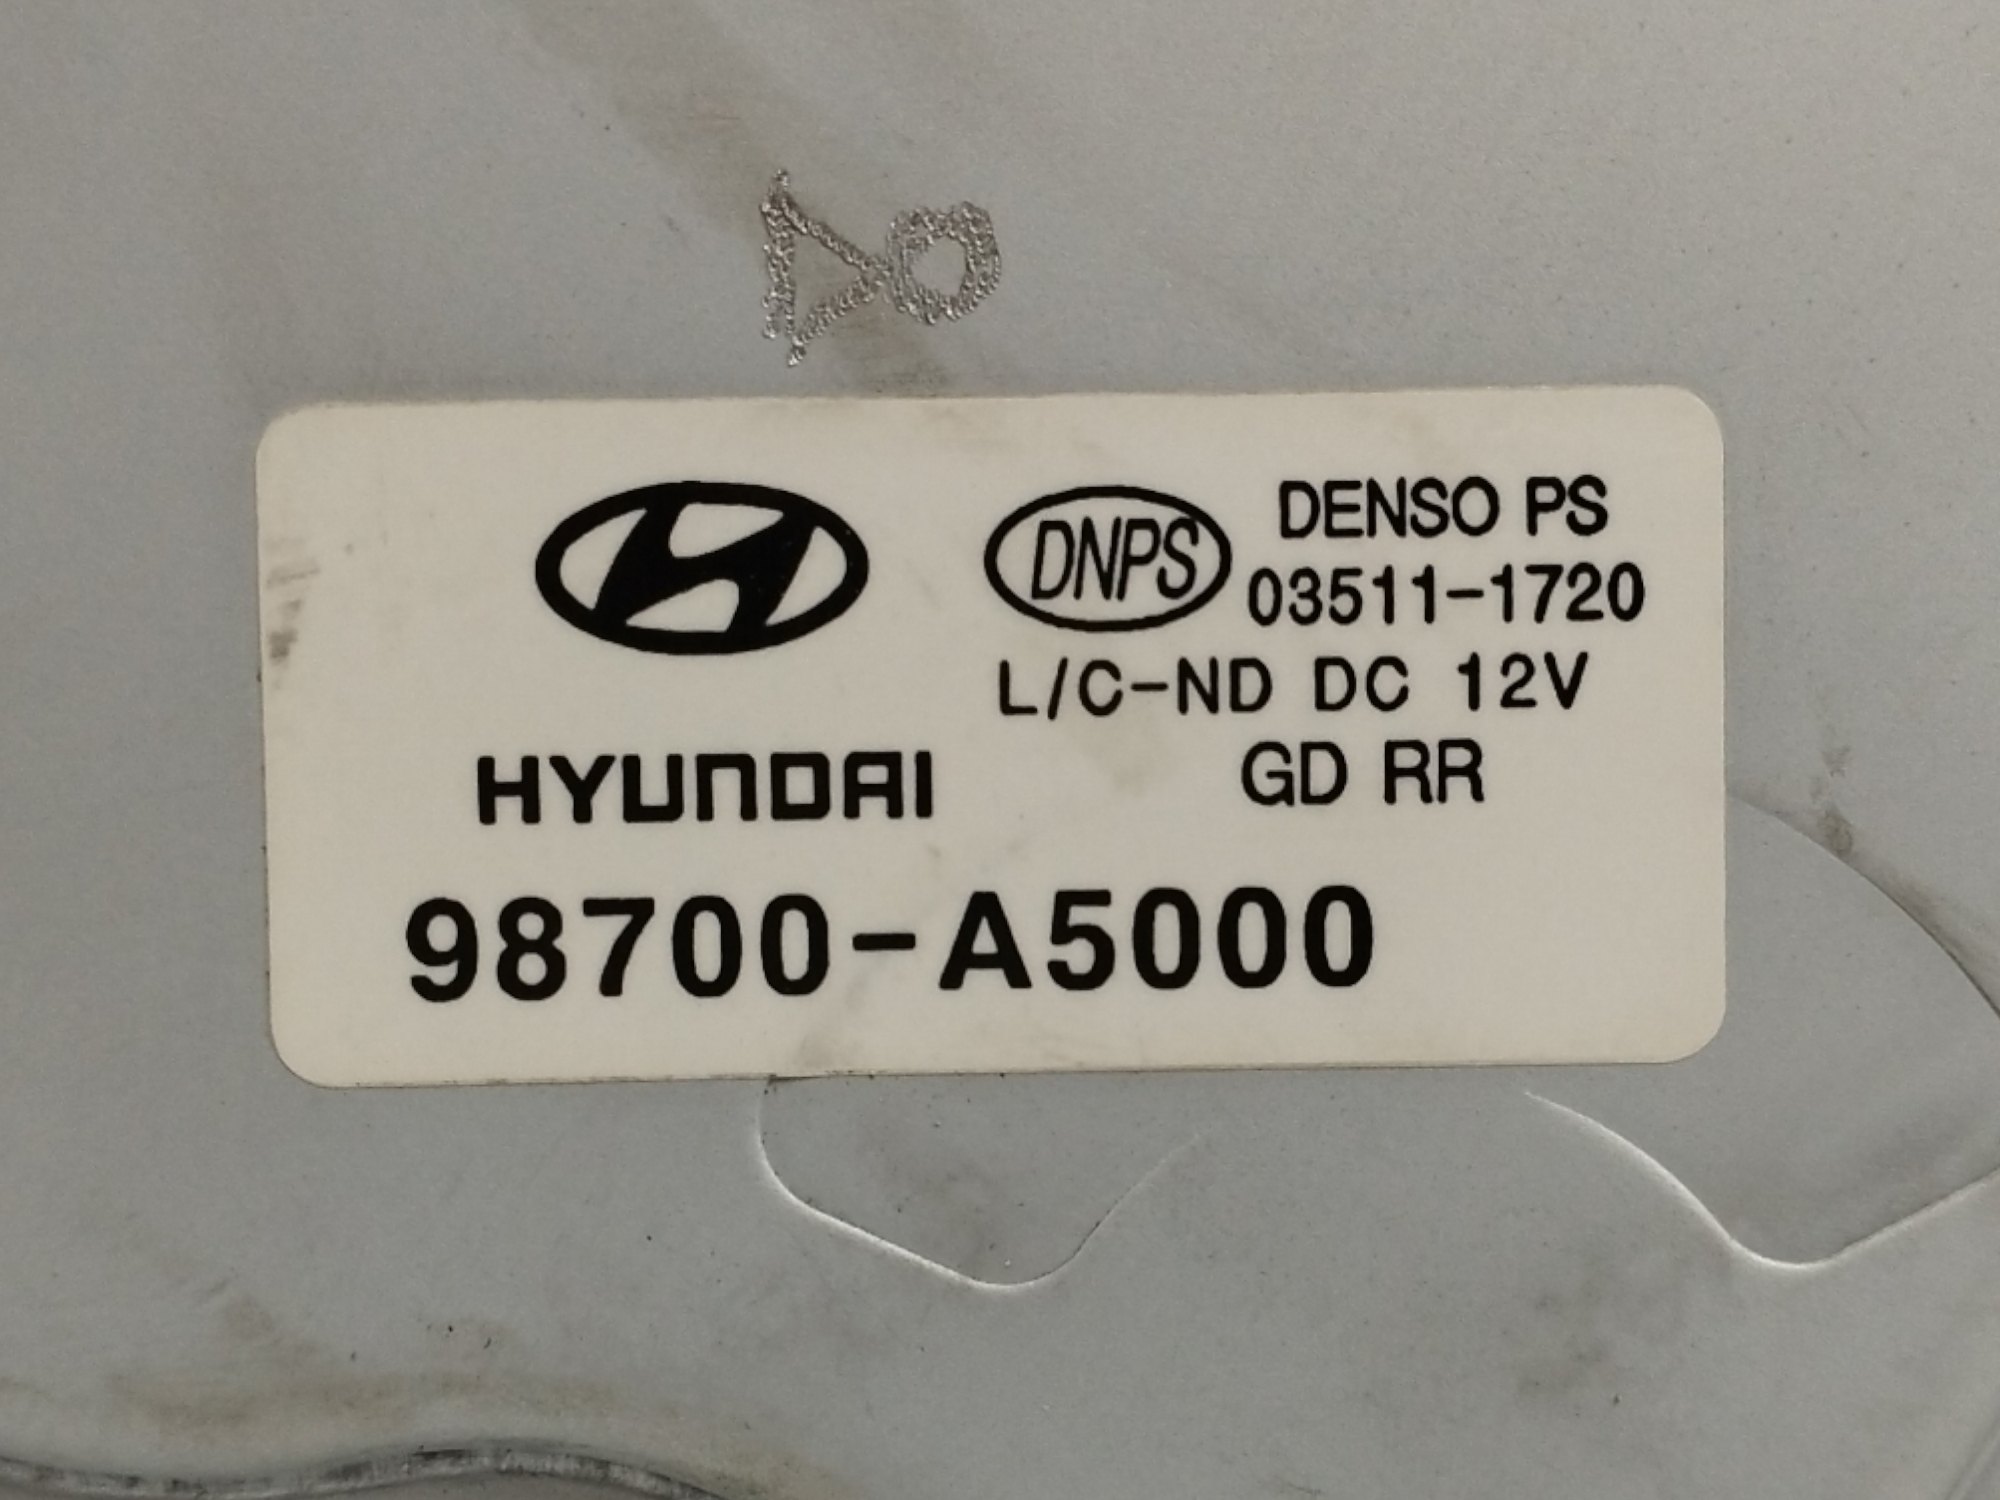 DNPS
DENSO PS
03511-1720
L/C-ND DC 12V
HYUNDAI
GD RR
98700-A5000